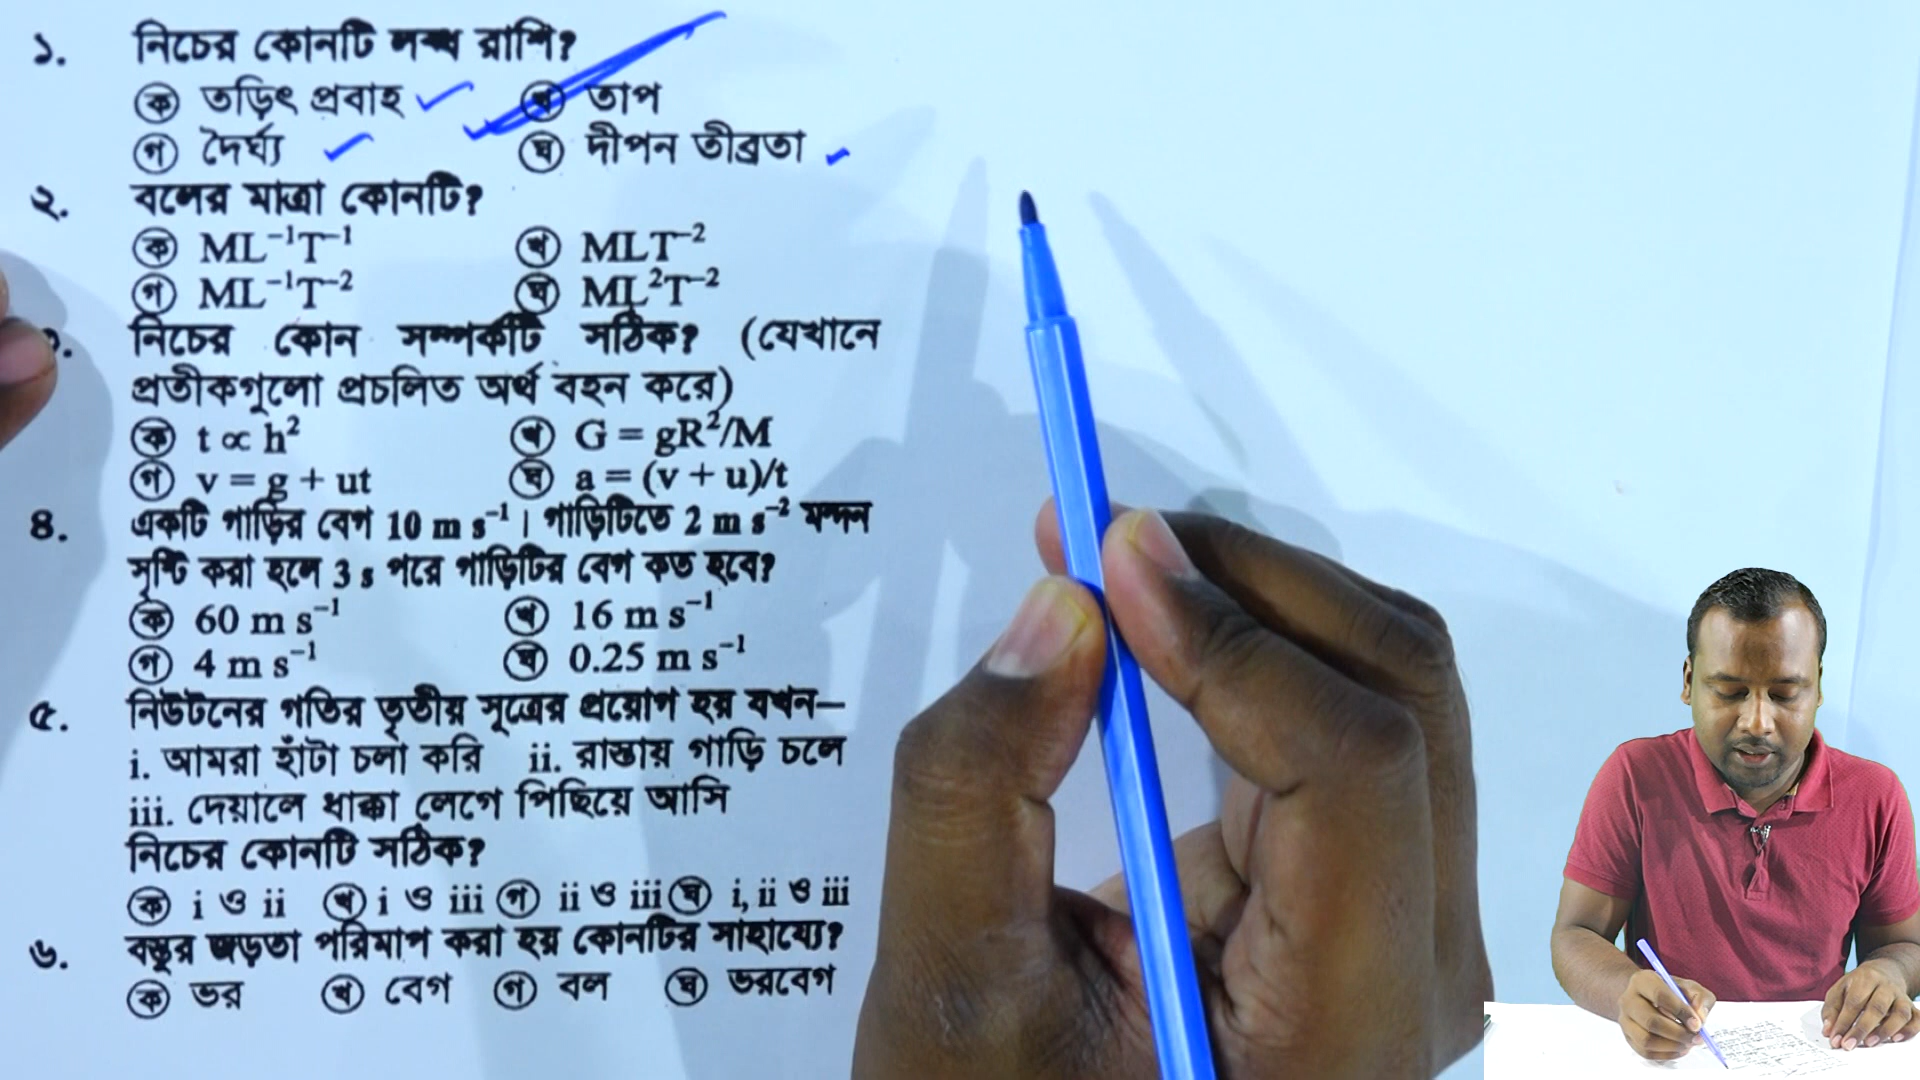 ১. নিচের কোনটি লব্ধ রাশি?
ক তড়িৎ প্রবাহ খ তাপ
গ দৈর্ঘ্য ঘ দীপন তীব্রতা
২. বলের মাত্রা কোনটি?
ক ML⁻¹T⁻¹ খ MLT⁻²
গ ML⁻¹T⁻² ঘ ML²T⁻²
নিচের কোন সম্পর্কটি সঠিক? (যেখানে
প্রতীকগুলো প্রচলিত অর্থ বহন করে)
ক t ∝ h² খ G = gR²/M
গ v = g + ut ঘ a = (v + u)/t
৪. একটি গাড়ির বেগ 10 m s⁻¹। গাড়িটিতে 2 m s⁻² মন্দন
সৃষ্টি করা হলে 3 s পরে গাড়িটির বেগ কত হবে?
ক 60 m s⁻¹ খ 16 m s⁻¹
গ 4 m s⁻¹ ঘ 0.25 m s⁻¹
৫. নিউটনের গতির তৃতীয় সূত্রের প্রয়োগ হয় যখন–
i. আমরা হাঁটা চলা করি ii. রাস্তায় গাড়ি চলে
iii. দেয়ালে ধাক্কা লেগে পিছিয়ে আসি
নিচের কোনটি সঠিক?
ক i ও ii খ i ও iii গ ii ও iii ঘ i, ii ও iii
৬. বস্তুর জড়তা পরিমাপ করা হয় কোনটির সাহায্যে?
ক ভর খ বেগ গ বল ঘ ভরবেগ